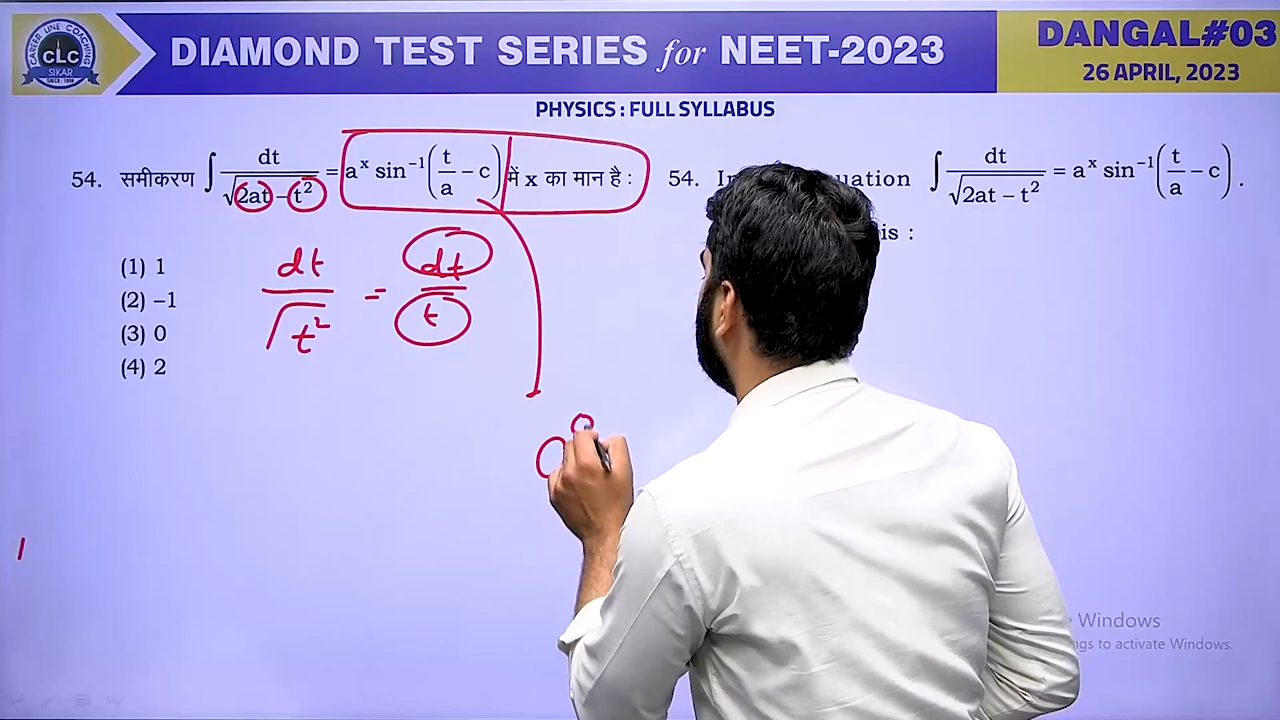 CAREER LINE COACHING
CLC
SIKAR
SINCE : 1996
DIAMOND TEST SERIES for NEET-2023
DANGAL#03
26 APRIL, 2023
PHYSICS : FULL SYLLABUS
54. समीकरण ∫ dt/√(2at – t²) = aˣ sin⁻¹(t/a – c) में x का मान है :
(1) 1
(2) –1
(3) 0
(4) 2
dt/√t² = dt/t
54. In uation ∫ dt/√(2at – t²) = aˣ sin⁻¹(t/a – c).
is :
Windows
ngs to activate Windows.